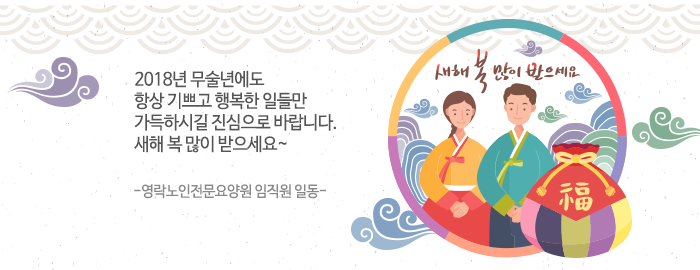 2018년 무술년에도
항상 기쁘고 행복한 일들만
가득하시길 진심으로 바랍니다.
새해 복 많이 받으세요~
-영락노인전문요양원 임직원 일동-
새해 복 많이 받으세요
福